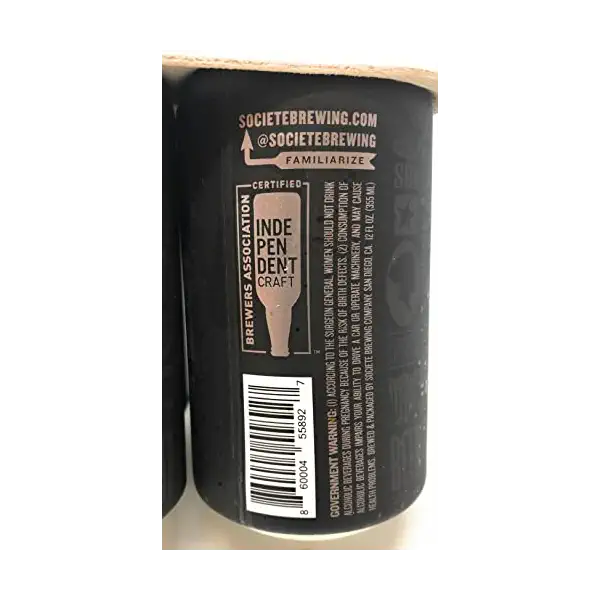 SOCIETEBREWING.COM
@SOCIETEBREWING
FAMILIARIZE
CERTIFIED
BREWERS ASSOCIATION
INDE
PEN
DENT
CRAFT
TM
8 60004 55892 7
GOVERNMENT WARNING: (1) ACCORDING TO THE SURGEON GENERAL, WOMEN SHOULD NOT DRINK
ALCOHOLIC BEVERAGES DURING PREGNANCY BECAUSE OF THE RISK OF BIRTH DEFECTS. (2) CONSUMPTION OF
ALCOHOLIC BEVERAGES IMPAIRS YOUR ABILITY TO DRIVE A CAR OR OPERATE MACHINERY, AND MAY CAUSE
HEALTH PROBLEMS. BREWED & PACKAGED BY SOCIETE BREWING COMPANY, SAN DIEGO, CA. 12 FL OZ. (355 ML)